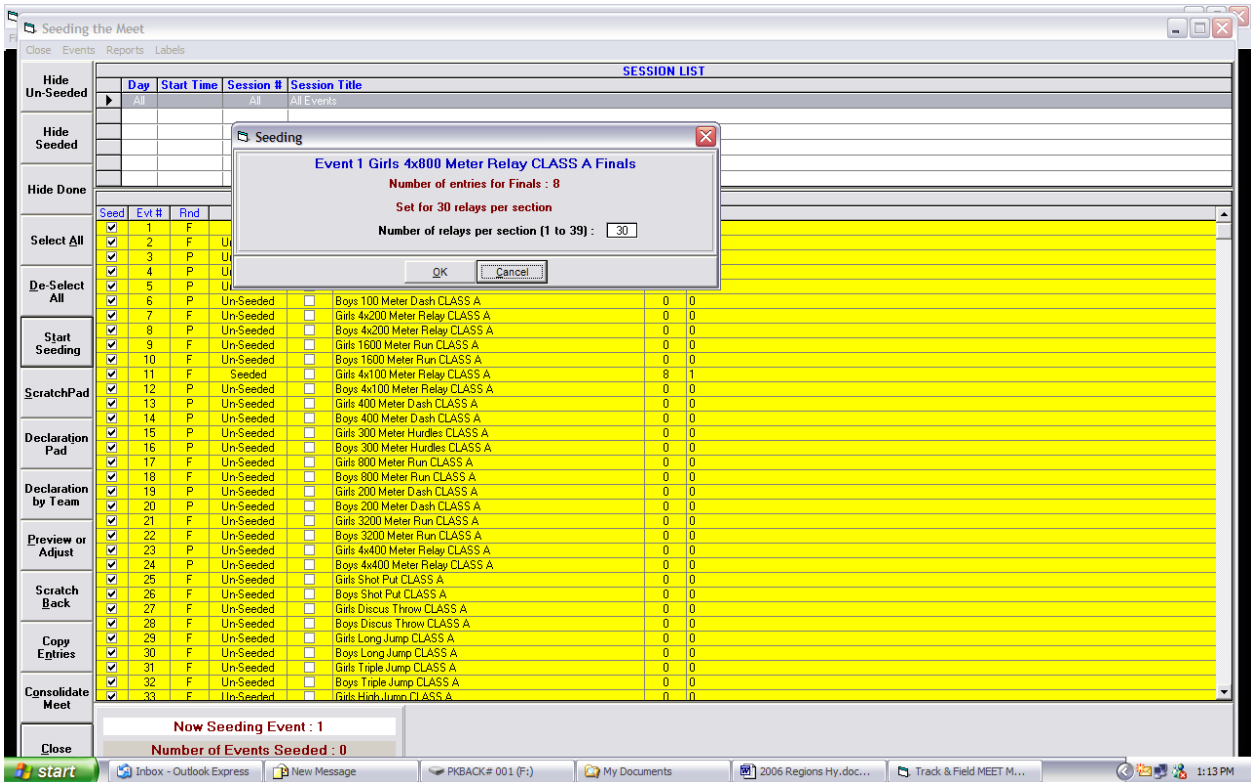 Seeding the Meet
Close Events Reports Labels
Hide Un-Seeded
Hide Seeded
Hide Done
Select All
De-Select All
Start Seeding
ScratchPad
Declaration Pad
Declaration by Team
Preview or Adjust
Scratch Back
Copy Entries
Consolidate Meet
Close
SESSION LIST
Day Start Time Session # Session Title
All All All Events
Seeding
Event 1 Girls 4x800 Meter Relay CLASS A Finals
Number of entries for Finals : 8
Set for 30 relays per section
Number of relays per section (1 to 39) : 30
OK Cancel
Seed Evt # Rnd
1 F
2 F Un
3 P Un
4 P Un
5 P Un
6 P Un-Seeded Boys 100 Meter Dash CLASS A 0 0
7 F Un-Seeded Girls 4x200 Meter Relay CLASS A 0 0
8 P Un-Seeded Boys 4x200 Meter Relay CLASS A 0 0
9 F Un-Seeded Girls 1600 Meter Run CLASS A 0 0
10 F Un-Seeded Boys 1600 Meter Run CLASS A 0 0
11 F Seeded Girls 4x100 Meter Relay CLASS A 8 1
12 P Un-Seeded Boys 4x100 Meter Relay CLASS A 0 0
13 P Un-Seeded Girls 400 Meter Dash CLASS A 0 0
14 P Un-Seeded Boys 400 Meter Dash CLASS A 0 0
15 P Un-Seeded Girls 300 Meter Hurdles CLASS A 0 0
16 P Un-Seeded Boys 300 Meter Hurdles CLASS A 0 0
17 F Un-Seeded Girls 800 Meter Run CLASS A 0 0
18 F Un-Seeded Boys 800 Meter Run CLASS A 0 0
19 P Un-Seeded Girls 200 Meter Dash CLASS A 0 0
20 P Un-Seeded Boys 200 Meter Dash CLASS A 0 0
21 F Un-Seeded Girls 3200 Meter Run CLASS A 0 0
22 F Un-Seeded Boys 3200 Meter Run CLASS A 0 0
23 P Un-Seeded Girls 4x400 Meter Relay CLASS A 0 0
24 P Un-Seeded Boys 4x400 Meter Relay CLASS A 0 0
25 F Un-Seeded Girls Shot Put CLASS A 0 0
26 F Un-Seeded Boys Shot Put CLASS A 0 0
27 F Un-Seeded Girls Discus Throw CLASS A 0 0
28 F Un-Seeded Boys Discus Throw CLASS A 0 0
29 F Un-Seeded Girls Long Jump CLASS A 0 0
30 F Un-Seeded Boys Long Jump CLASS A 0 0
31 F Un-Seeded Girls Triple Jump CLASS A 0 0
32 F Un-Seeded Boys Triple Jump CLASS A 0 0
33 F Un-Seeded Girls High Jump CLASS A 0 0
Now Seeding Event : 1
Number of Events Seeded : 0
start Inbox - Outlook Express New Message PKBACK# 001 (F:) My Documents 2006 Regions Hy.doc... Track & Field MEET M... 1:13 PM